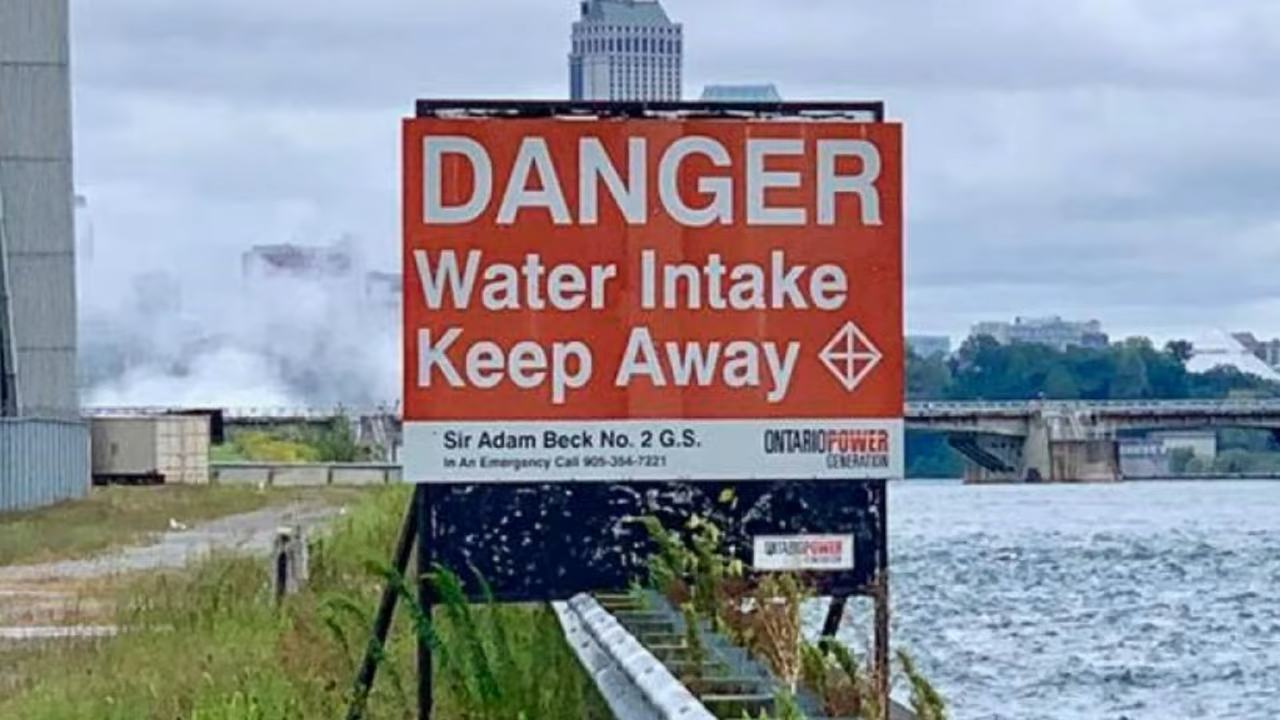 DANGER
Water Intake
Keep Away
Sir Adam Beck No. 2 G.S.
In An Emergency Call 905-354-7221
ONTARIOPOWER
GENERATION
ONTARIOPOWER
GENERATION